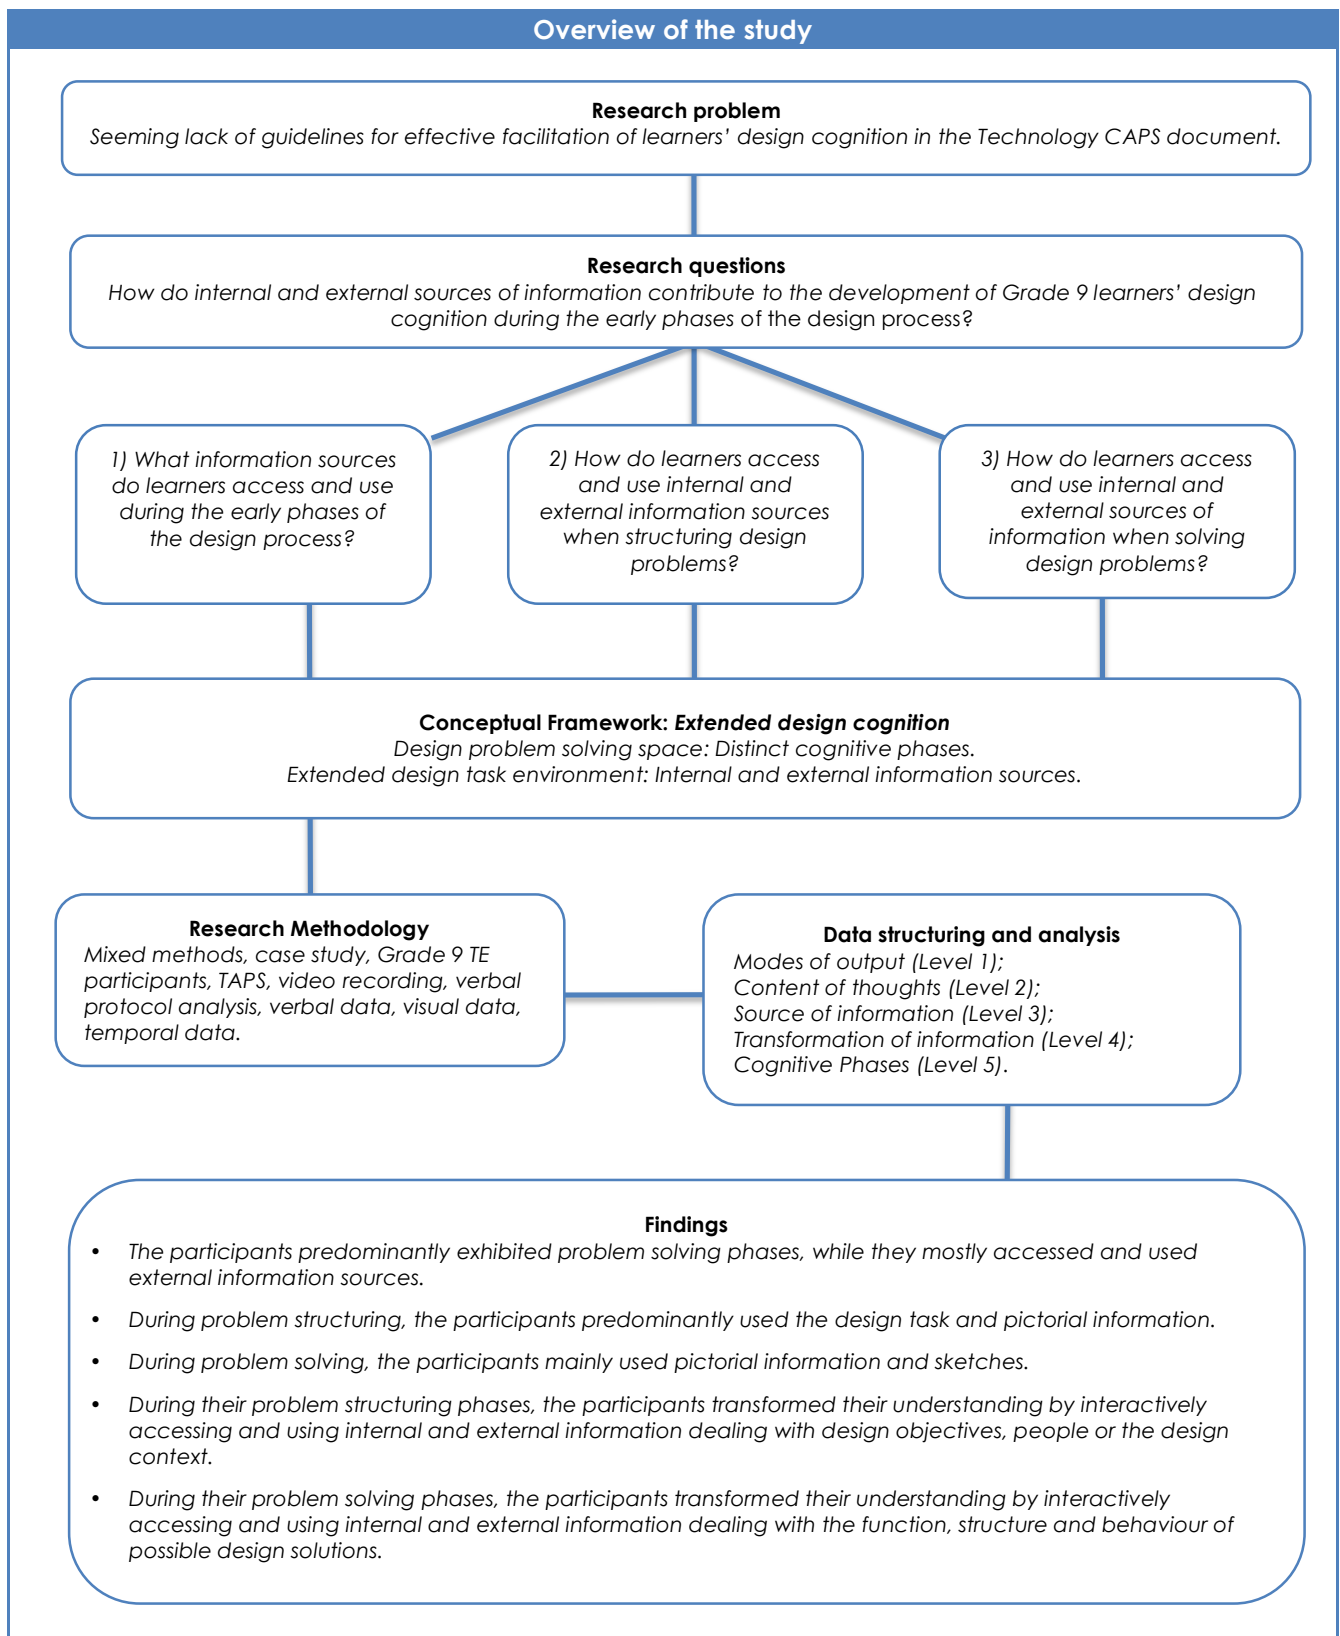 Overview of the study
Research problem
Seeming lack of guidelines for effective facilitation of learners’ design cognition in the Technology CAPS document.
Research questions
How do internal and external sources of information contribute to the development of Grade 9 learners’ design
cognition during the early phases of the design process?
1) What information sources
do learners access and use
during the early phases of
the design process?
2) How do learners access
and use internal and
external information sources
when structuring design
problems?
3) How do learners access
and use internal and
external sources of
information when solving
design problems?
Conceptual Framework: Extended design cognition
Design problem solving space: Distinct cognitive phases.
Extended design task environment: Internal and external information sources.
Research Methodology
Mixed methods, case study, Grade 9 TE
participants, TAPS, video recording, verbal
protocol analysis, verbal data, visual data,
temporal data.
Data structuring and analysis
Modes of output (Level 1);
Content of thoughts (Level 2);
Source of information (Level 3);
Transformation of information (Level 4);
Cognitive Phases (Level 5).
Findings
• The participants predominantly exhibited problem solving phases, while they mostly accessed and used
external information sources.
• During problem structuring, the participants predominantly used the design task and pictorial information.
• During problem solving, the participants mainly used pictorial information and sketches.
• During their problem structuring phases, the participants transformed their understanding by interactively
accessing and using internal and external information dealing with design objectives, people or the design
context.
• During their problem solving phases, the participants transformed their understanding by interactively
accessing and using internal and external information dealing with the function, structure and behaviour of
possible design solutions.